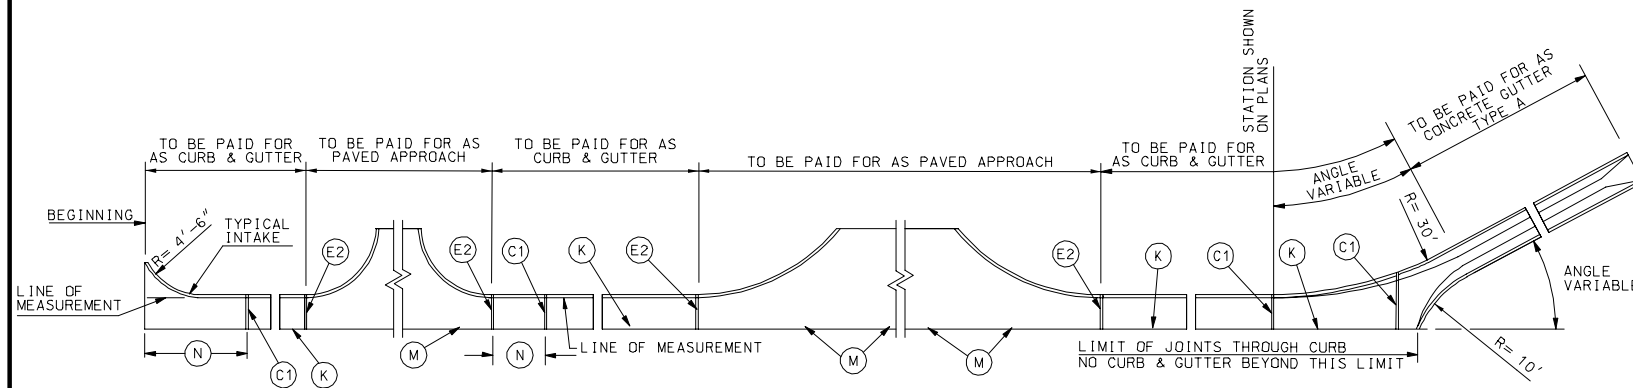 STATION SHOWN
ON PLANS
TO BE PAID FOR AS
CONCRETE GUTTER
TYPE A
TO BE PAID FOR
AS CURB & GUTTER
TO BE PAID FOR AS
PAVED APPROACH
TO BE PAID FOR AS
CURB & GUTTER
TO BE PAID FOR AS PAVED APPROACH
TO BE PAID FOR
AS CURB & GUTTER
ANGLE
VARIABLE
R= 30'
BEGINNING
R= 4'-6"
TYPICAL
INTAKE
E2
E2
C1
K
E2
E2
K
C1
K
C1
LINE OF
MEASUREMENT
ANGLE
VARIABLE
N
C1
K
M
N
LINE OF MEASUREMENT
M
M
LIMIT OF JOINTS THROUGH CURB
NO CURB & GUTTER BEYOND THIS LIMIT
R= 10'